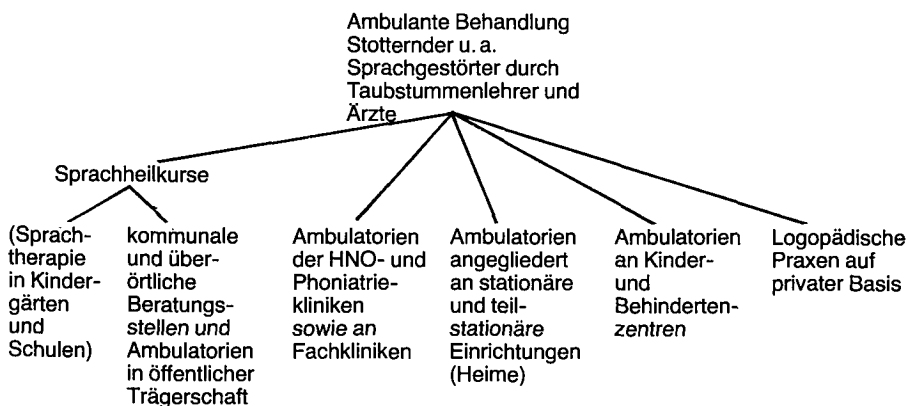 Ambulante Behandlung
Stotternder u. a.
Sprachgestörter durch
Taubstummenlehrer und
Ärzte
Sprachheilkurse
(Sprach-
therapie
in Kinder-
gärten
und
Schulen)
kommunale
und über-
örtliche
Beratungs-
stellen und
Ambulatorien
in öffentlicher
Trägerschaft
Ambulatorien
der HNO- und
Phoniatrie-
kliniken
sowie an
Fachkliniken
Ambulatorien
angegliedert
an stationäre
und teil-
stationäre
Einrichtungen
(Heime)
Ambulatorien
an Kinder-
und
Behinderten-
zentren
Logopädische
Praxen auf
privater Basis